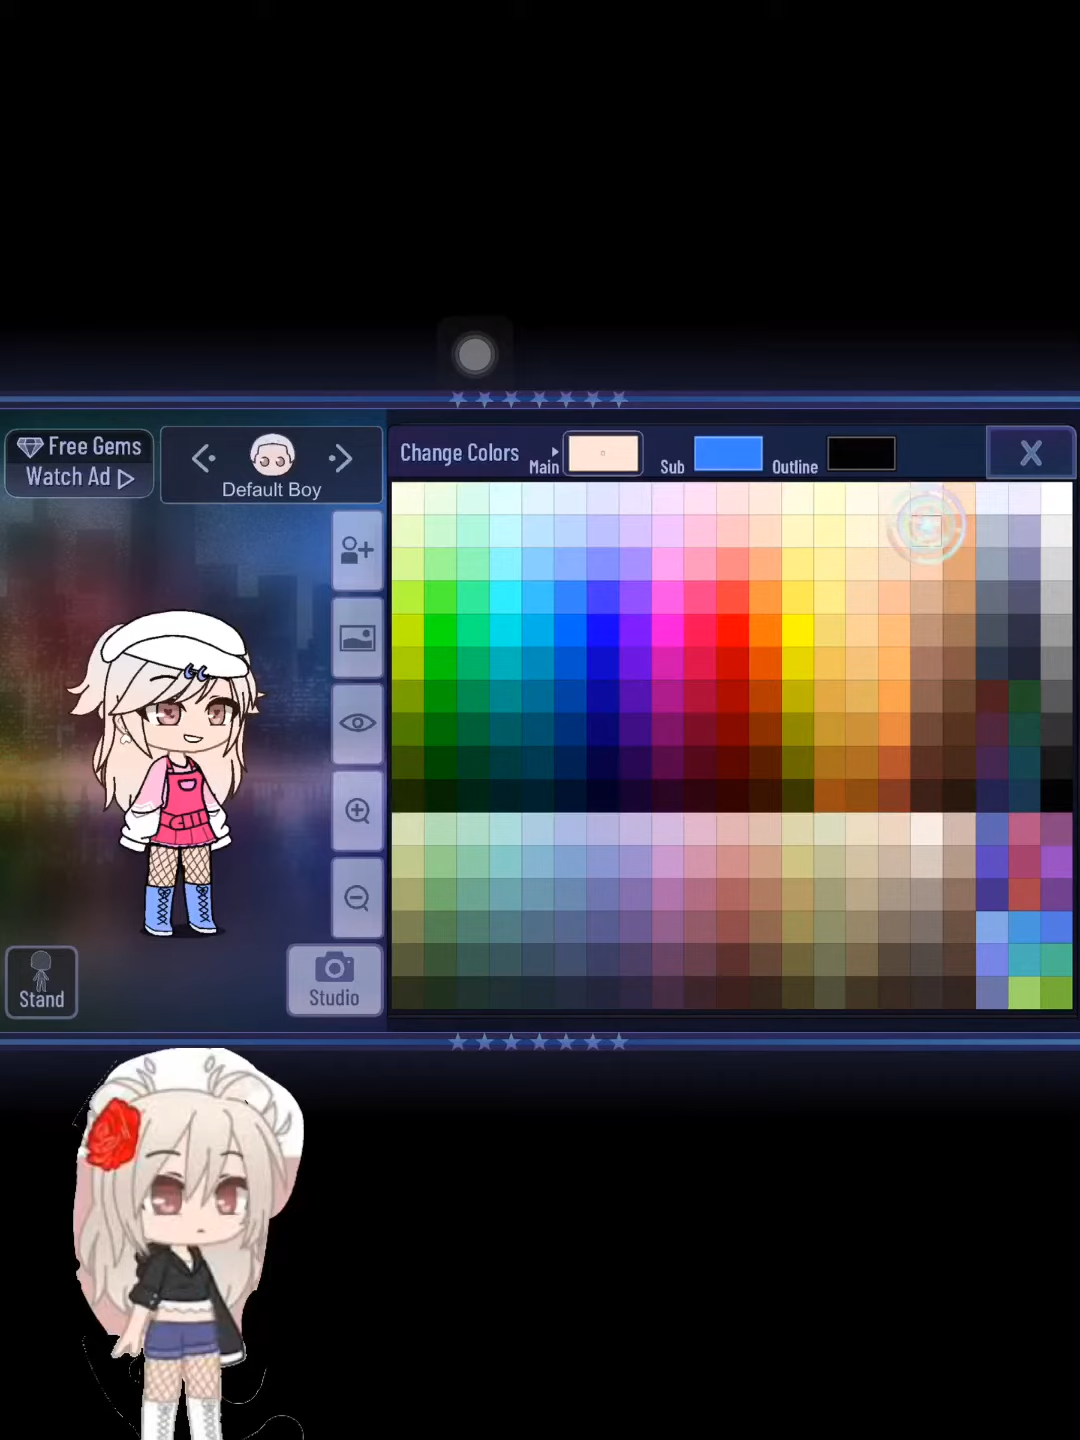 Free Gems
Watch Ad
Default Boy
Change Colors
Main
Sub
Outline
X
Stand
Studio